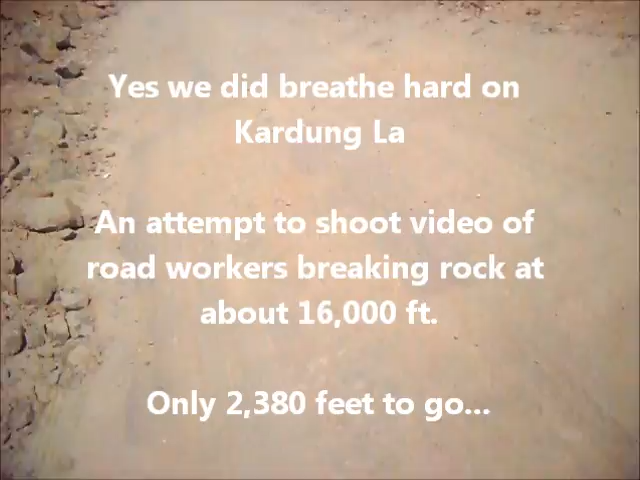 Yes we did breathe hard on
Kardung La
An attempt to shoot video of
road workers breaking rock at
about 16,000 ft.
Only 2,380 feet to go...